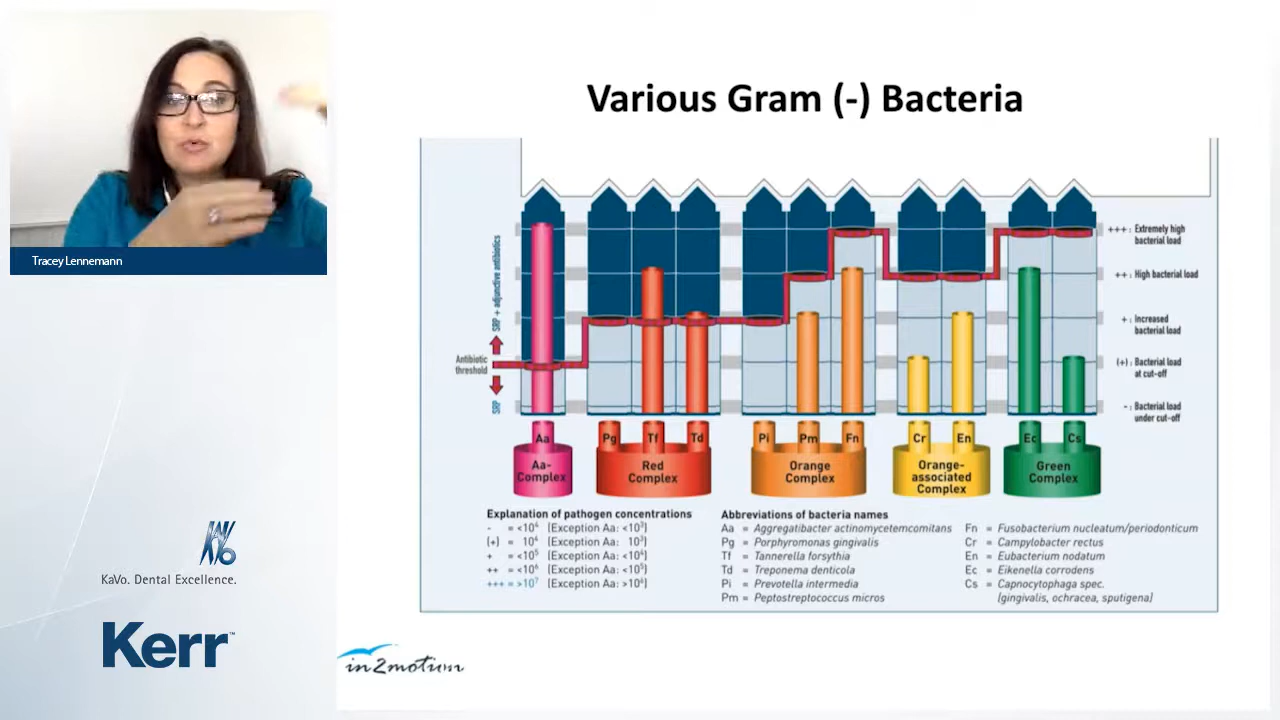 Various Gram (-) Bacteria
Tracey Lennemann
SRP + adjunctive antibiotics
Antibiotic
threshold
SRP
+++ : Extremely high
bacterial load
++ : High bacterial load
+ : Increased
bacterial load
(+) : Bacterial load
at cut-off
- : Bacterial load
under cut-off
Aa
Pg
Tf
Td
Pi
Pm
Fn
Cr
En
Ec
Cs
Aa-
Complex
Red
Complex
Orange
Complex
Orange-
associated
Complex
Green
Complex
Explanation of pathogen concentrations
- = <10⁴ [Exception Aa: <10³]
(+) = 10⁴ [Exception Aa: 10³]
+ = <10⁵ [Exception Aa: <10⁴]
++ = <10⁶ [Exception Aa: <10⁵]
+++ = >10⁷ [Exception Aa: >10⁶]
Abbreviations of bacteria names
Aa = Aggregatibacter actinomycetemcomitans
Pg = Porphyromonas gingivalis
Tf = Tannerella forsythia
Td = Treponema denticola
Pi = Prevotella intermedia
Pm = Peptostreptococcus micros
Fn = Fusobacterium nucleatum/periodonticum
Cr = Campylobacter rectus
En = Eubacterium nodatum
Ec = Eikenella corrodens
Cs = Capnocytophaga spec.
[gingivalis, ochracea, sputigena]
KaVo
KaVo. Dental Excellence.
Kerr™
in2motion